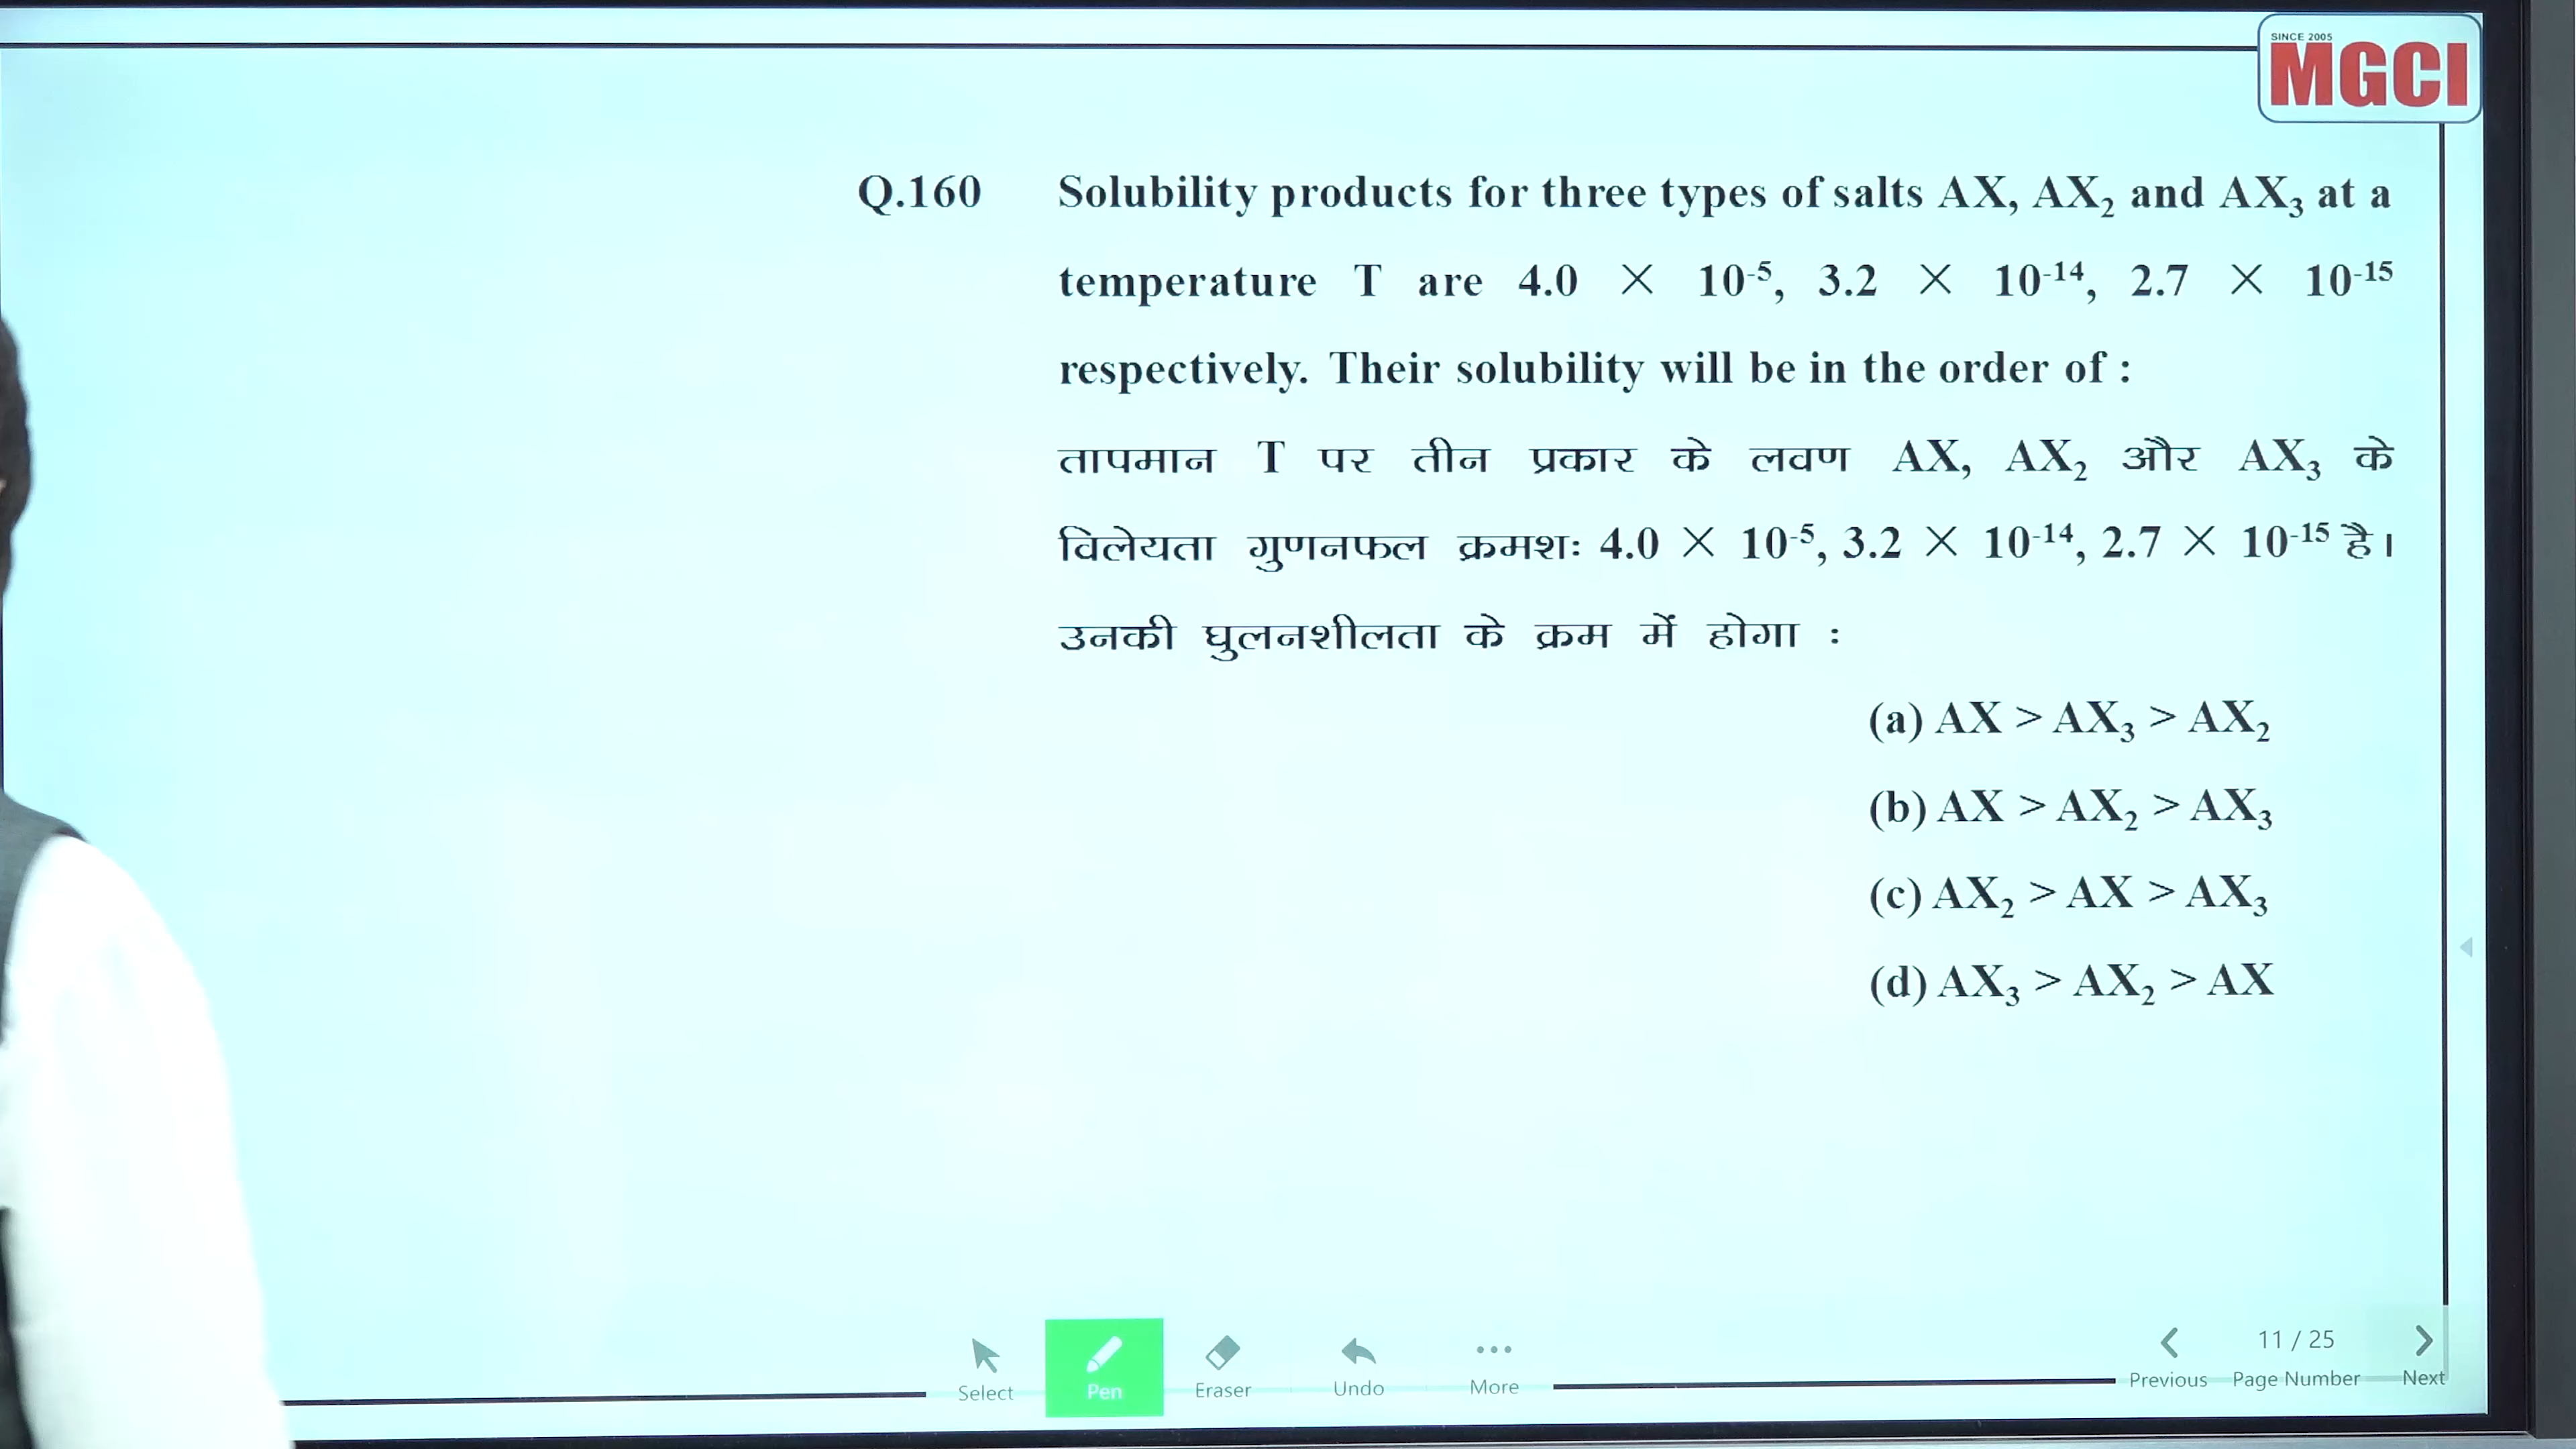 SINCE 2005
MGCI
Q.160 Solubility products for three types of salts AX, AX₂ and AX₃ at a
temperature T are 4.0 × 10⁻⁵, 3.2 × 10⁻¹⁴, 2.7 × 10⁻¹⁵
respectively. Their solubility will be in the order of :
तापमान T पर तीन प्रकार के लवण AX, AX₂ और AX₃ के
विलेयता गुणनफल क्रमशः 4.0 × 10⁻⁵, 3.2 × 10⁻¹⁴, 2.7 × 10⁻¹⁵ है।
उनकी घुलनशीलता के क्रम में होगा :
(a) AX > AX₃ > AX₂
(b) AX > AX₂ > AX₃
(c) AX₂ > AX > AX₃
(d) AX₃ > AX₂ > AX
Select Pen Eraser Undo More
11 / 25
Previous Page Number Next